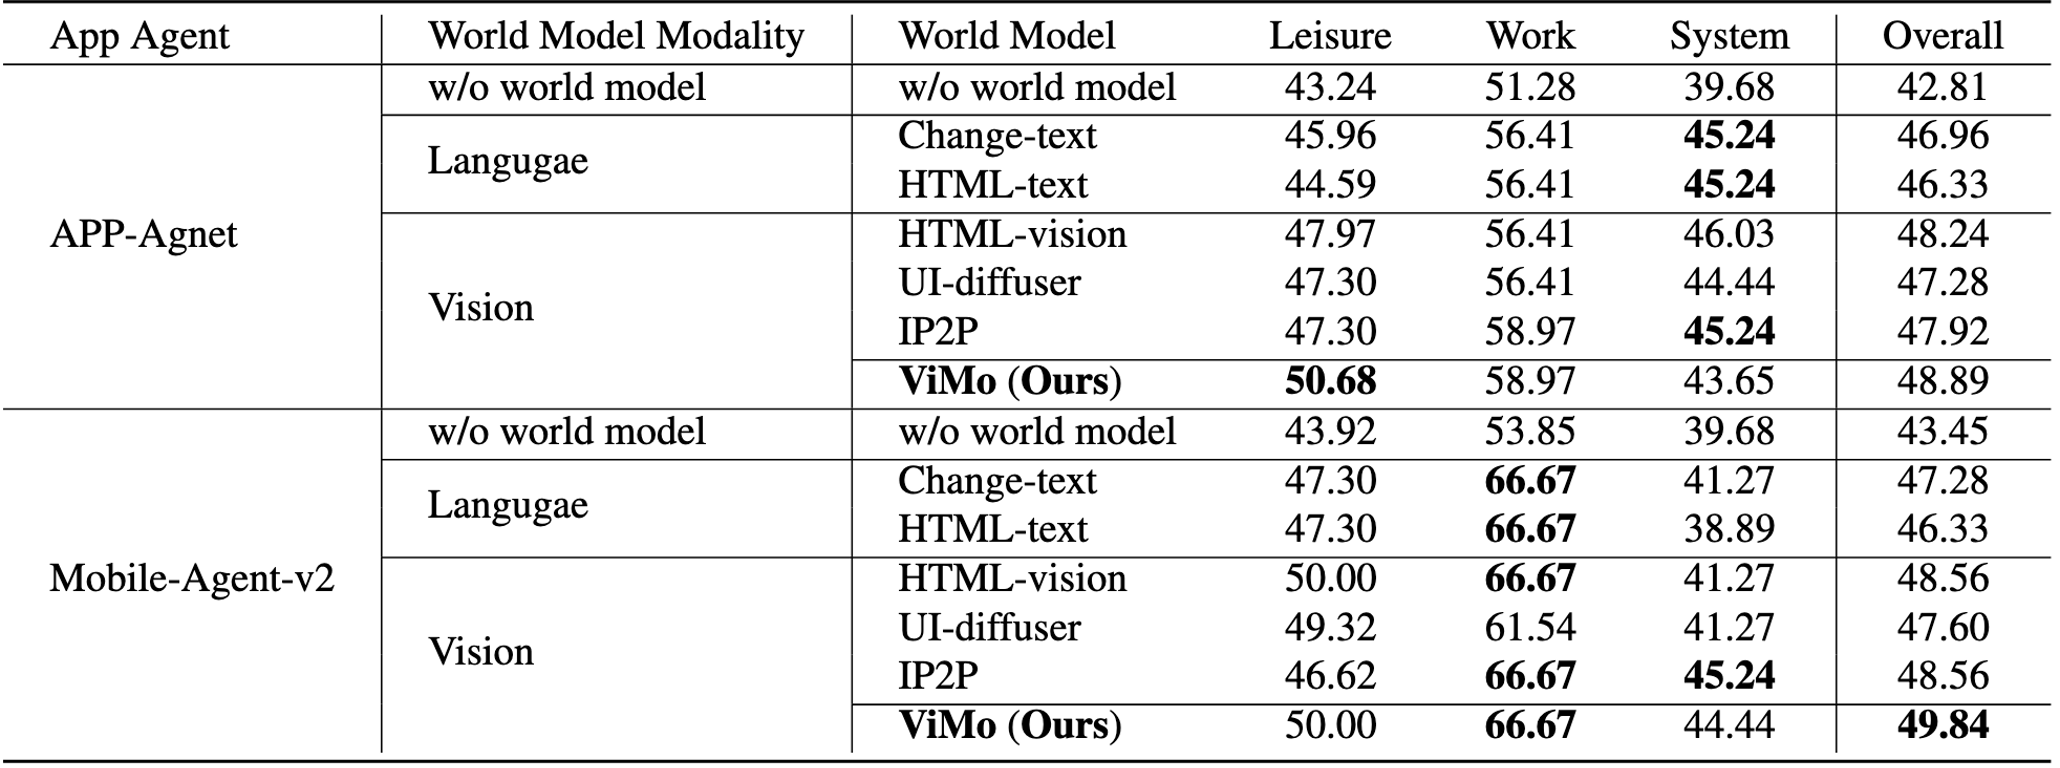 App Agent World Model Modality World Model Leisure Work System Overall
w/o world model w/o world model 43.24 51.28 39.68 42.81
Change-text 45.96 56.41 45.24 46.96
Langugae
HTML-text 44.59 56.41 45.24 46.33
APP-Agnet HTML-vision 47.97 56.41 46.03 48.24
UI-diffuser 47.30 56.41 44.44 47.28
Vision
IP2P 47.30 58.97 45.24 47.92
ViMo (Ours) 50.68 58.97 43.65 48.89
w/o world model w/o world model 43.92 53.85 39.68 43.45
Change-text 47.30 66.67 41.27 47.28
Langugae
HTML-text 47.30 66.67 38.89 46.33
Mobile-Agent-v2 HTML-vision 50.00 66.67 41.27 48.56
UI-diffuser 49.32 61.54 41.27 47.60
Vision
IP2P 46.62 66.67 45.24 48.56
ViMo (Ours) 50.00 66.67 44.44 49.84